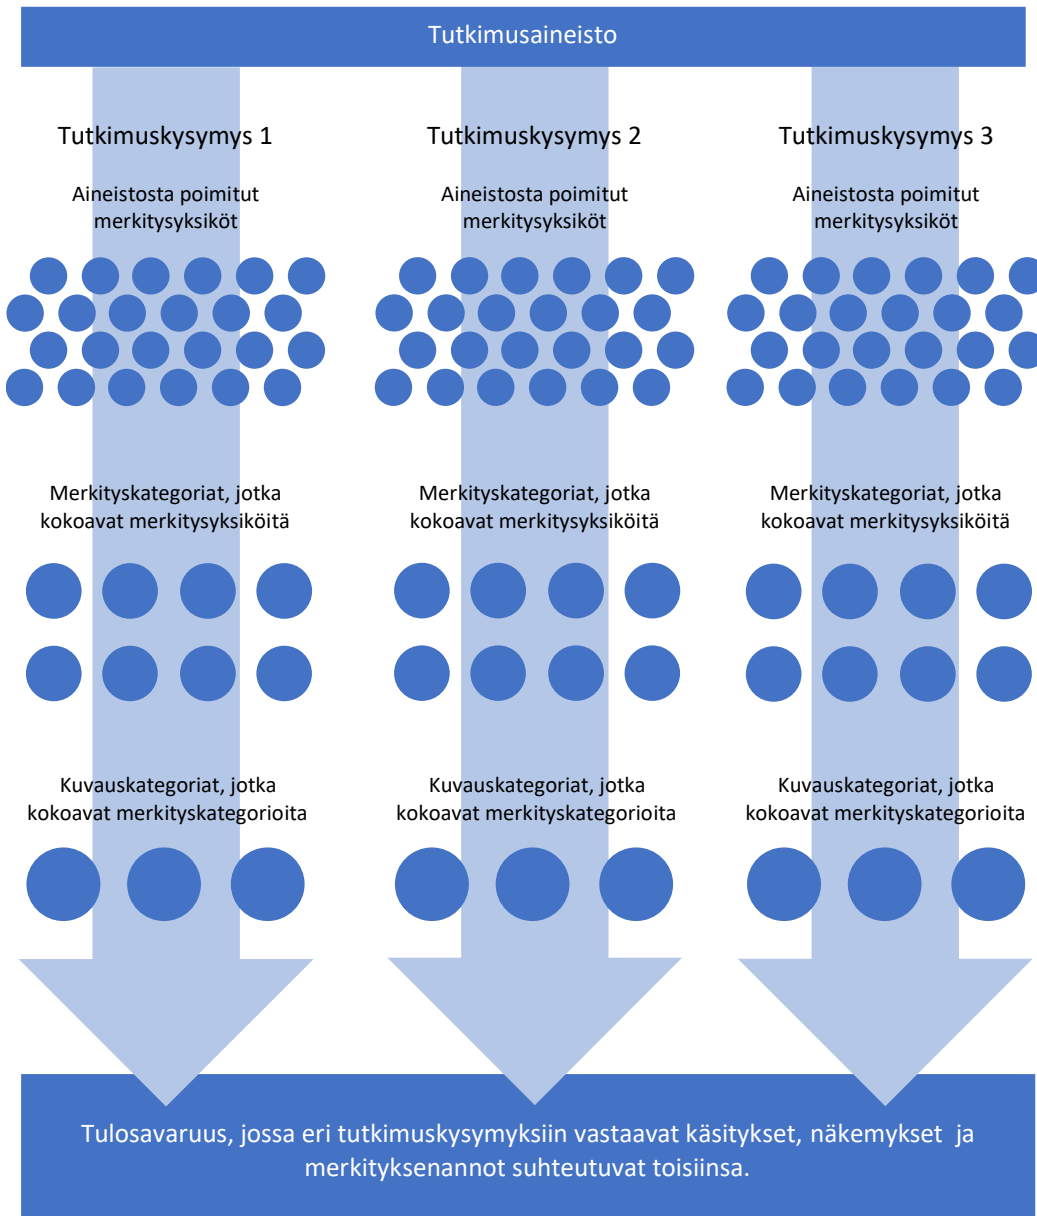 Tutkimusaineisto
Tutkimuskysymys 1
Aineistosta poimitut
merkitysyksiköt
Merkityskategoriat, jotka
kokoavat merkitysyksiköitä
Kuvauskategoriat, jotka
kokoavat merkityskategorioita
Tutkimuskysymys 2
Aineistosta poimitut
merkitysyksiköt
Merkityskategoriat, jotka
kokoavat merkitysyksiköitä
Kuvauskategoriat, jotka
kokoavat merkityskategorioita
Tutkimuskysymys 3
Aineistosta poimitut
merkitysyksiköt
Merkityskategoriat, jotka
kokoavat merkitysyksiköitä
Kuvauskategoriat, jotka
kokoavat merkityskategorioita
Tulosavaruus, jossa eri tutkimuskysymyksiin vastaavat käsitykset, näkemykset ja
merkityksenannot suhteutuvat toisiinsa.